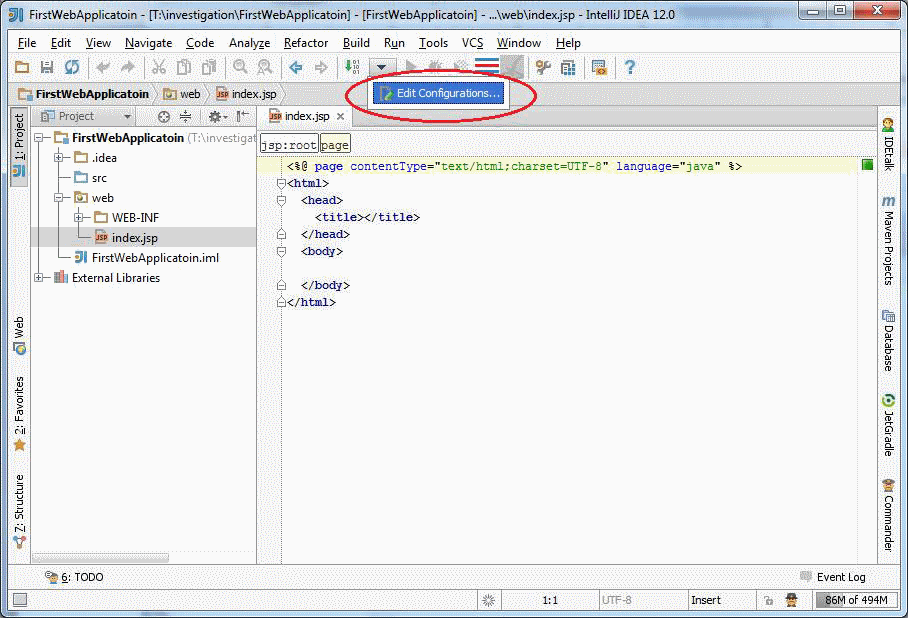 FirstWebApplicatoin - [T:\investigation\FirstWebApplicatoin] - [FirstWebApplicatoin] - ...\web\index.jsp - IntelliJ IDEA 12.0
File Edit View Navigate Code Analyze Refactor Build Run Tools VCS Window Help
FirstWebApplicatoin web index.jsp
Edit Configurations...
Project
index.jsp
1: Project
FirstWebApplicatoin (T:\investigat
.idea
src
web
WEB-INF
index.jsp
FirstWebApplicatoin.iml
External Libraries
jsp:root page
<%@ page contentType="text/html;charset=UTF-8" language="java" %>
<html>
<head>
<title></title>
</head>
<body>
</body>
</html>
Web
2: Favorites
7: Structure
IDEtalk
Maven Projects
Database
JetGrade
Commander
6: TODO
Event Log
1:1 UTF-8 Insert 86M of 494M